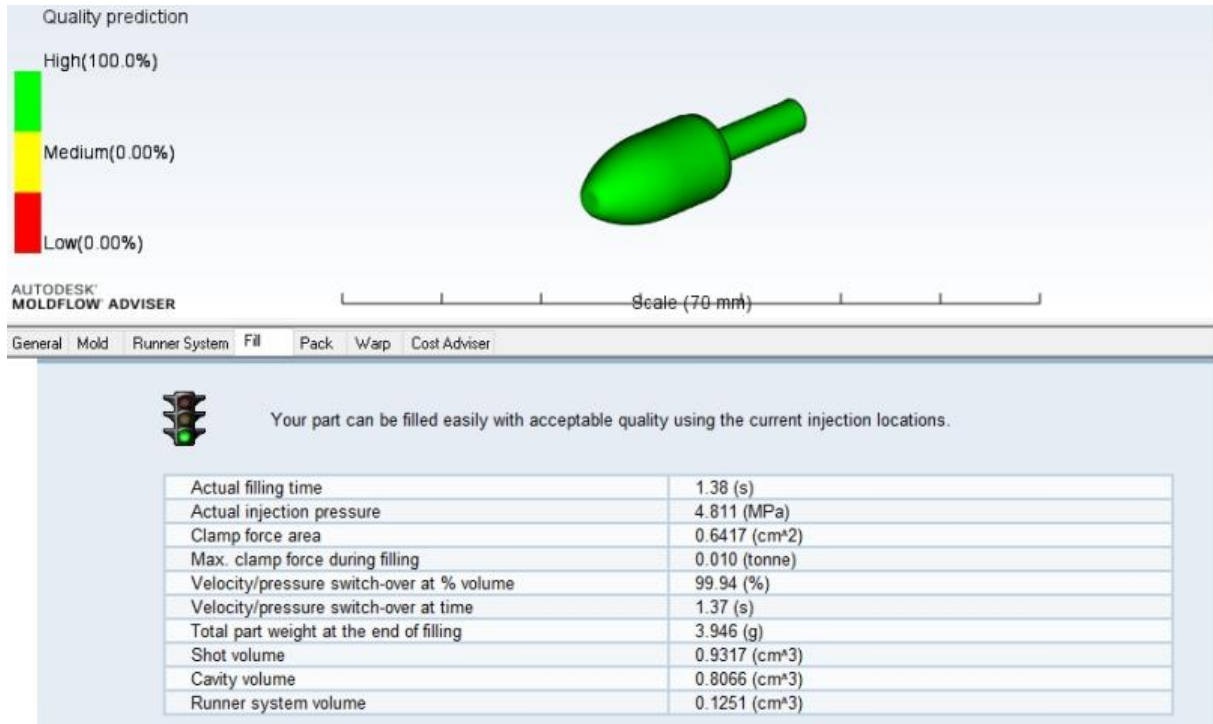 Quality prediction
High(100.0%)
Medium(0.00%)
Low(0.00%)
AUTODESK'
MOLDFLOW ADVISER
Scale (70 mm)
General Mold Runner System Fill Pack Warp Cost Adviser
Your part can be filled easily with acceptable quality using the current injection locations.
Actual filling time 1.38 (s)
Actual injection pressure 4.811 (MPa)
Clamp force area 0.6417 (cm^2)
Max. clamp force during filling 0.010 (tonne)
Velocity/pressure switch-over at % volume 99.94 (%)
Velocity/pressure switch-over at time 1.37 (s)
Total part weight at the end of filling 3.946 (g)
Shot volume 0.9317 (cm^3)
Cavity volume 0.8066 (cm^3)
Runner system volume 0.1251 (cm^3)